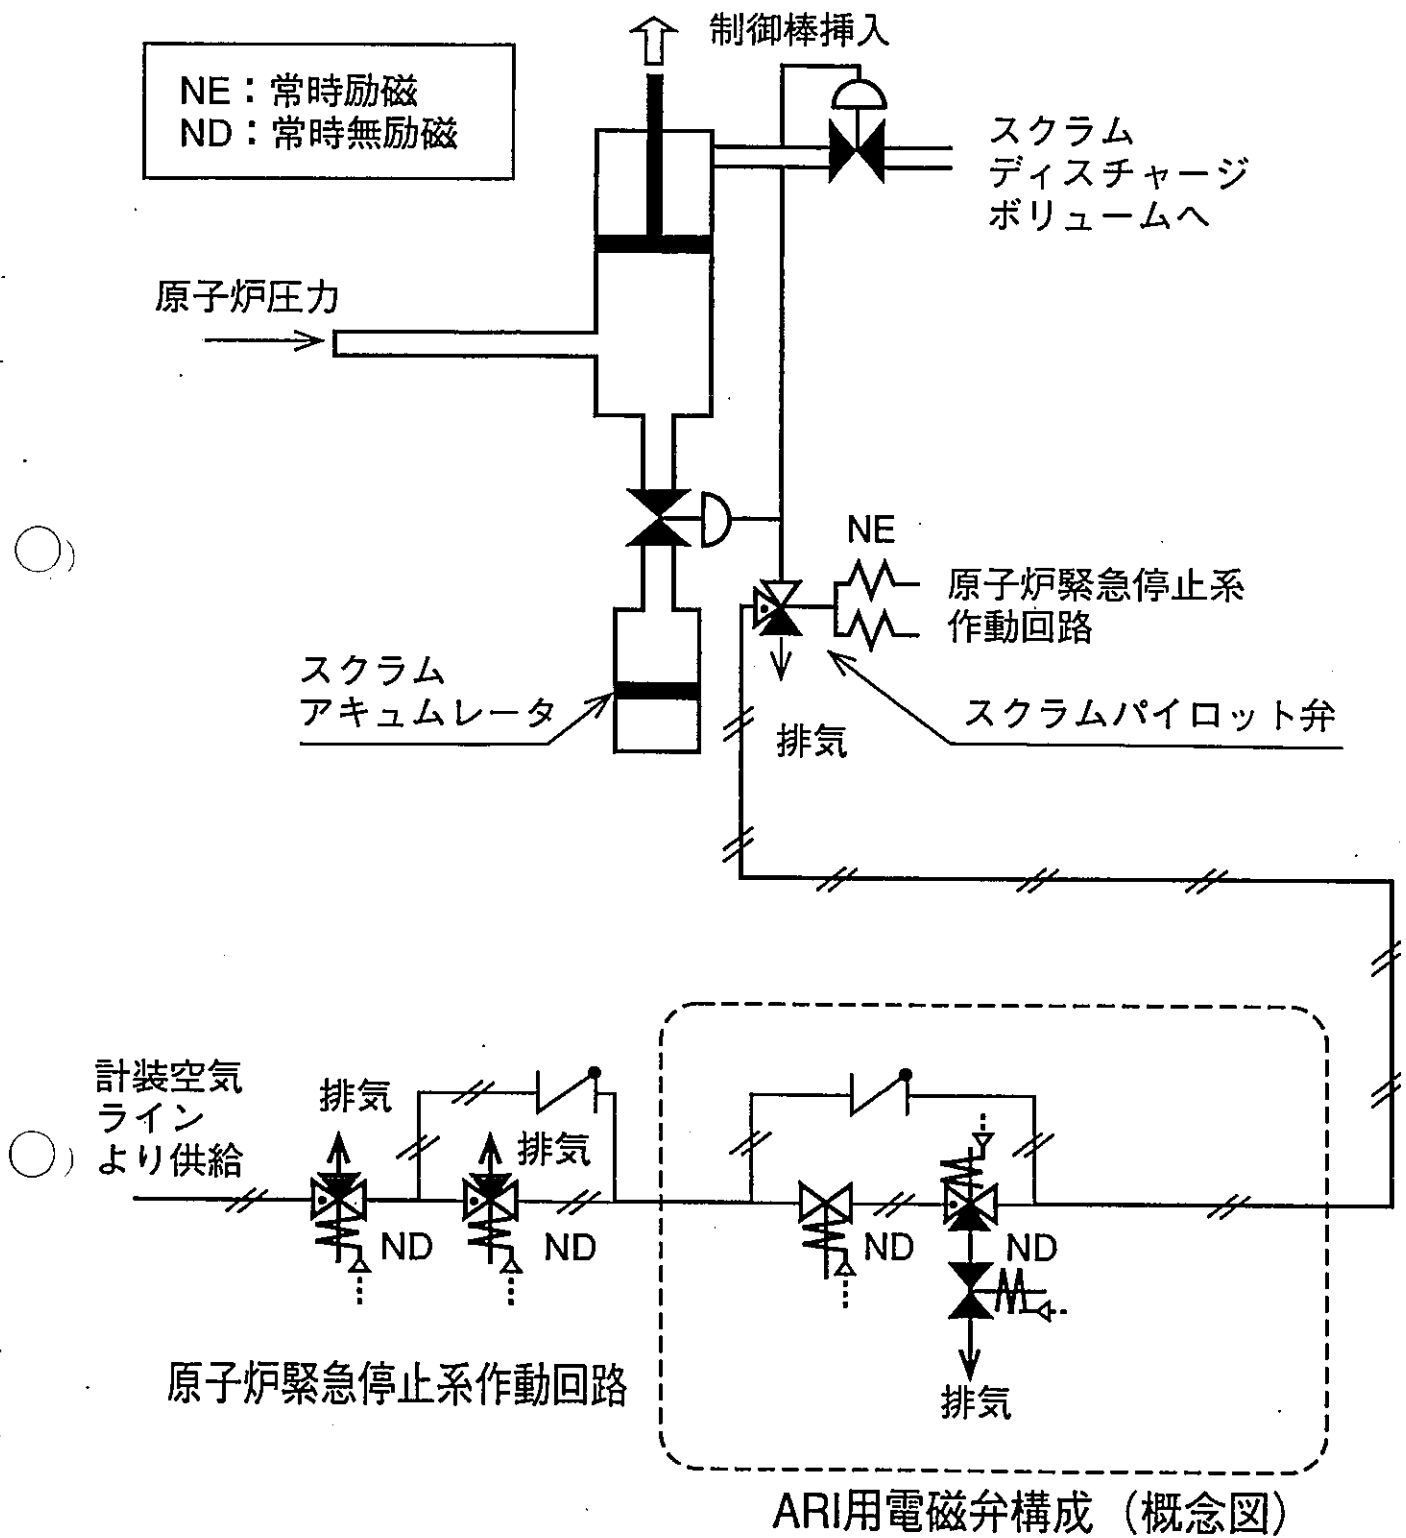 制御棒挿入
NE：常時励磁
ND：常時無励磁
スクラム
ディスチャージ
ボリュームへ
原子炉圧力
NE
原子炉緊急停止系
作動回路
スクラム
アキュムレータ
スクラムパイロット弁
排気
計装空気
ライン
より供給
排気
排気
ND
ND
ND
ND
排気
原子炉緊急停止系作動回路
ARI用電磁弁構成（概念図）